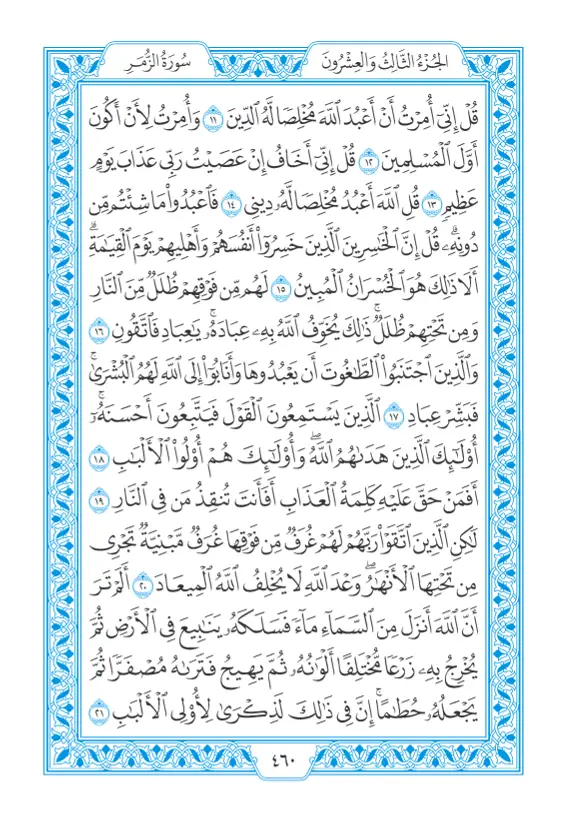 سُورَةُ الزُّمَرِ
الجُزْءُ الثَّالِثُ وَالعِشْرُونَ
قُلْ إِنِّيٓ أُمِرْتُ أَنْ أَعْبُدَ ٱللَّهَ مُخْلِصٗا لَّهُ ٱلدِّينَ ١١ وَأُمِرْتُ لِأَنْ أَكُونَ
أَوَّلَ ٱلْمُسْلِمِينَ ١٢ قُلْ إِنِّيٓ أَخَافُ إِنْ عَصَيْتُ رَبِّي عَذَابَ يَوْمٍ
عَظِيمٖ ١٣ قُلِ ٱللَّهَ أَعْبُدُ مُخْلِصٗا لَّهُۥ دِينِي ١٤ فَٱعْبُدُوا۟ مَا شِئْتُم مِّن
دُونِهِۦۗ قُلْ إِنَّ ٱلْخَٰسِرِينَ ٱلَّذِينَ خَسِرُوٓا۟ أَنفُسَهُمْ وَأَهْلِيهِمْ يَوْمَ ٱلْقِيَٰمَةِۗ
أَلَا ذَٰلِكَ هُوَ ٱلْخُسْرَانُ ٱلْمُبِينُ ١٥ لَهُم مِّن فَوْقِهِمْ ظُلَلٞ مِّنَ ٱلنَّارِ
وَمِن تَحْتِهِمْ ظُلَلٞۚ ذَٰلِكَ يُخَوِّفُ ٱللَّهُ بِهِۦ عِبَادَهُۥۚ يَٰعِبَادِ فَٱتَّقُونِ ١٦
وَٱلَّذِينَ ٱجْتَنَبُوا۟ ٱلطَّٰغُوتَ أَن يَعْبُدُوهَا وَأَنَابُوٓا۟ إِلَى ٱللَّهِ لَهُمُ ٱلْبُشْرَىٰۚ
فَبَشِّرْ عِبَادِ ١٧ ٱلَّذِينَ يَسْتَمِعُونَ ٱلْقَوْلَ فَيَتَّبِعُونَ أَحْسَنَهُۥٓۚ
أُو۟لَٰٓئِكَ ٱلَّذِينَ هَدَىٰهُمُ ٱللَّهُۖ وَأُو۟لَٰٓئِكَ هُمْ أُو۟لُوا۟ ٱلْأَلْبَٰبِ ١٨
أَفَمَنْ حَقَّ عَلَيْهِ كَلِمَةُ ٱلْعَذَابِ أَفَأَنتَ تُنقِذُ مَن فِي ٱلنَّارِ ١٩
لَٰكِنِ ٱلَّذِينَ ٱتَّقَوْا۟ رَبَّهُمْ لَهُمْ غُرَفٞ مِّن فَوْقِهَا غُرَفٞ مَّبْنِيَّةٞ تَجْرِي
مِن تَحْتِهَا ٱلْأَنْهَٰرُۖ وَعْدَ ٱللَّهِ لَا يُخْلِفُ ٱللَّهُ ٱلْمِيعَادَ ٢٠ أَلَمْ تَرَ
أَنَّ ٱللَّهَ أَنزَلَ مِنَ ٱلسَّمَآءِ مَآءٗ فَسَلَكَهُۥ يَنَٰبِيعَ فِي ٱلْأَرْضِ ثُمَّ
يُخْرِجُ بِهِۦ زَرْعٗا مُّخْتَلِفًا أَلْوَٰنُهُۥ ثُمَّ يَهِيجُ فَتَرَىٰهُ مُصْفَرّٗا ثُمَّ
يَجْعَلُهُۥ حُطَٰمًاۚ إِنَّ فِي ذَٰلِكَ لَذِكْرَىٰ لِأُو۟لِي ٱلْأَلْبَٰبِ ٢١
٤٦٠